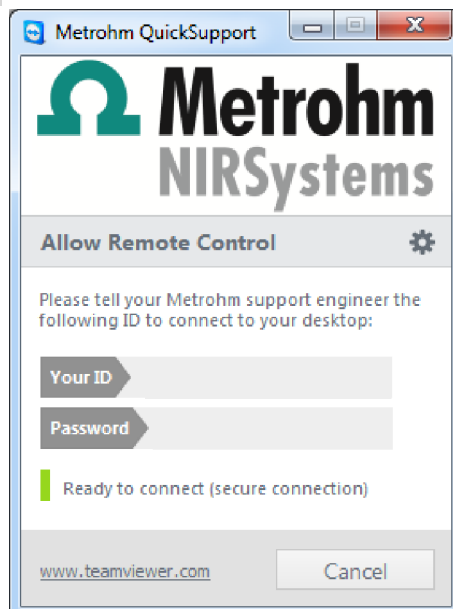 Metrohm QuickSupport
Metrohm
NIRSystems
Allow Remote Control
Please tell your Metrohm support engineer the
following ID to connect to your desktop:
Your ID
Password
Ready to connect (secure connection)
www.teamviewer.com
Cancel